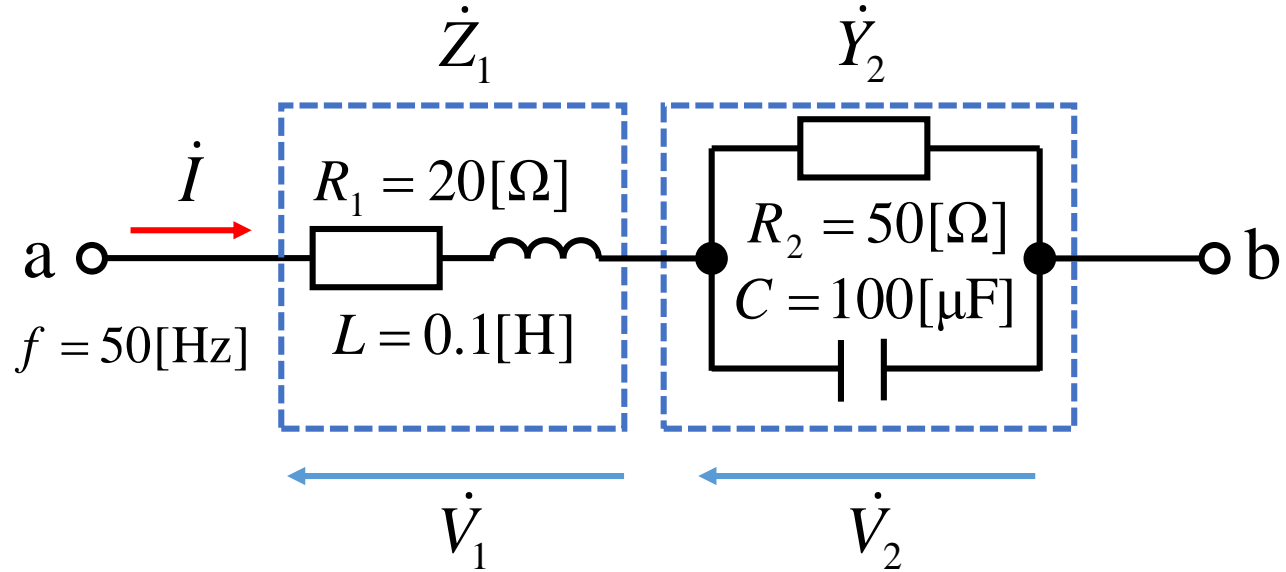 Ż₁
Ẏ₂
İ
R₁ = 20[Ω]
R₂ = 50[Ω]
a
b
C = 100[μF]
L = 0.1[H]
f = 50[Hz]
V̇₁
V̇₂